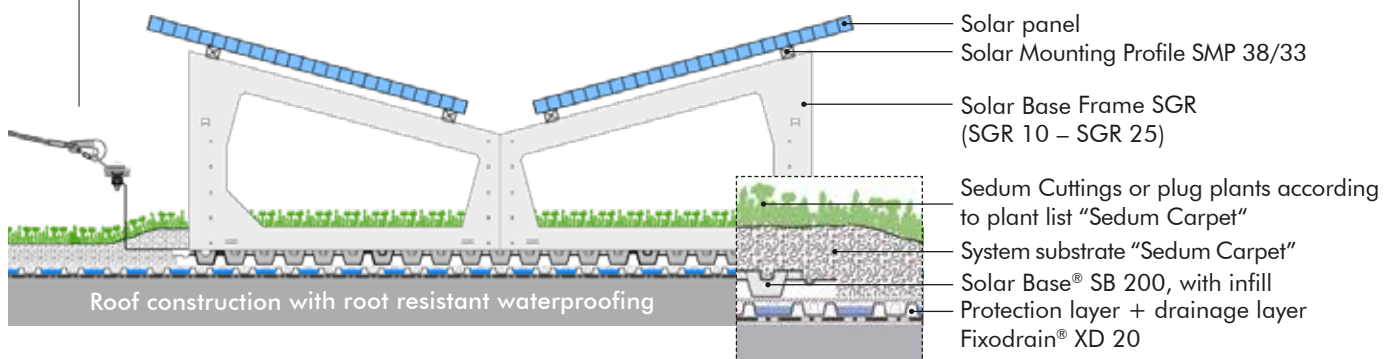 Solar panel
Solar Mounting Profile SMP 38/33
Solar Base Frame SGR
(SGR 10 – SGR 25)
Sedum Cuttings or plug plants according
to plant list “Sedum Carpet“
System substrate “Sedum Carpet”
Solar Base® SB 200, with infill
Protection layer + drainage layer
Fixodrain® XD 20
Roof construction with root resistant waterproofing